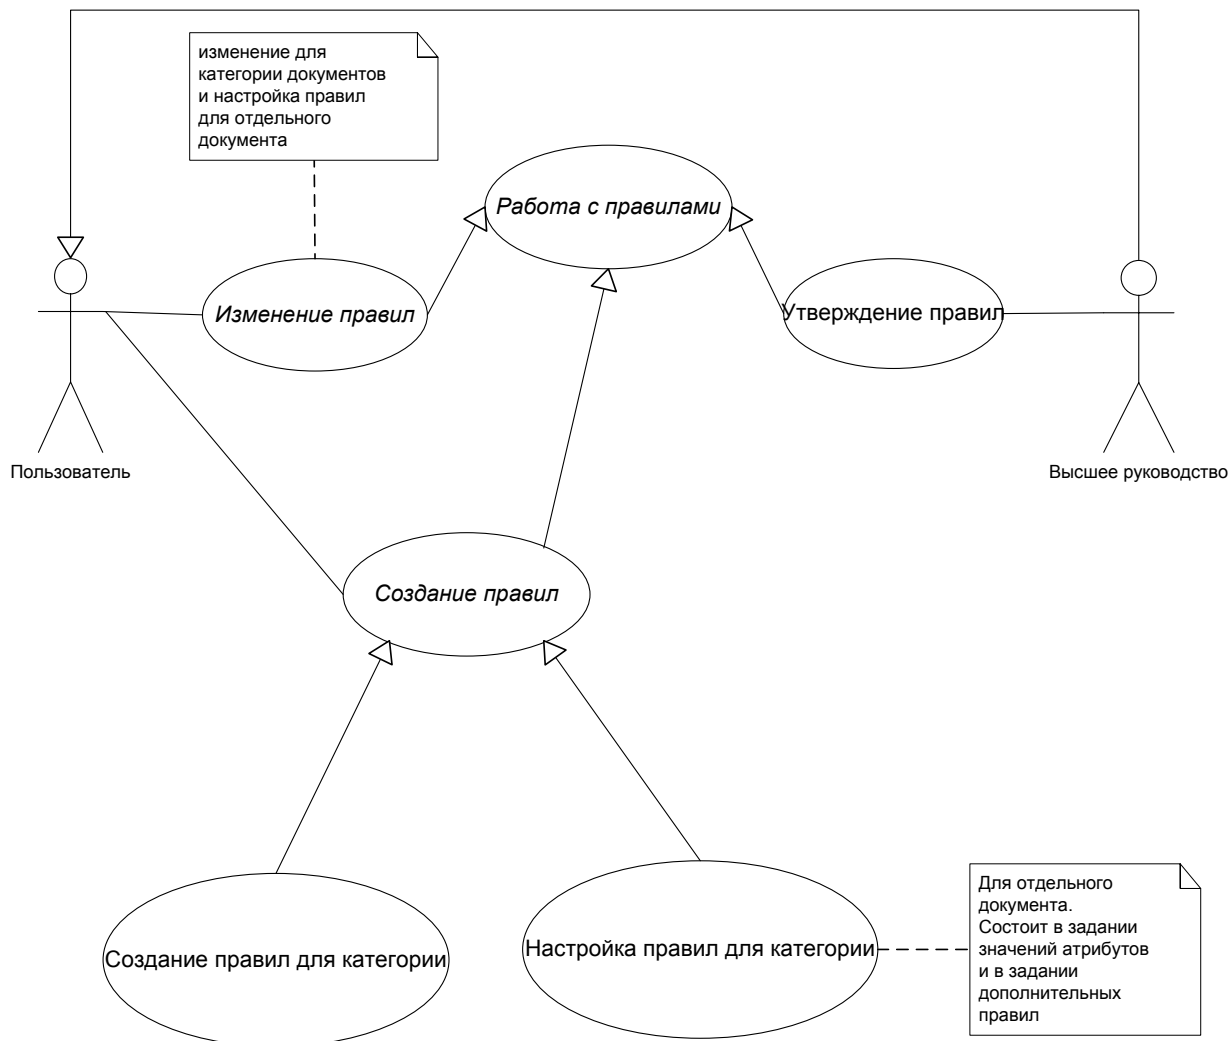 изменение для
категории документов
и настройка правил
для отдельного
документа
Работа с правилами
Изменение правил
Утверждение правил
Пользователь
Высшее руководство
Создание правил
Создание правил для категории
Настройка правил для категории
Для отдельного
документа.
Состоит в задании
значений атрибутов
и в задании
дополнительных
правил